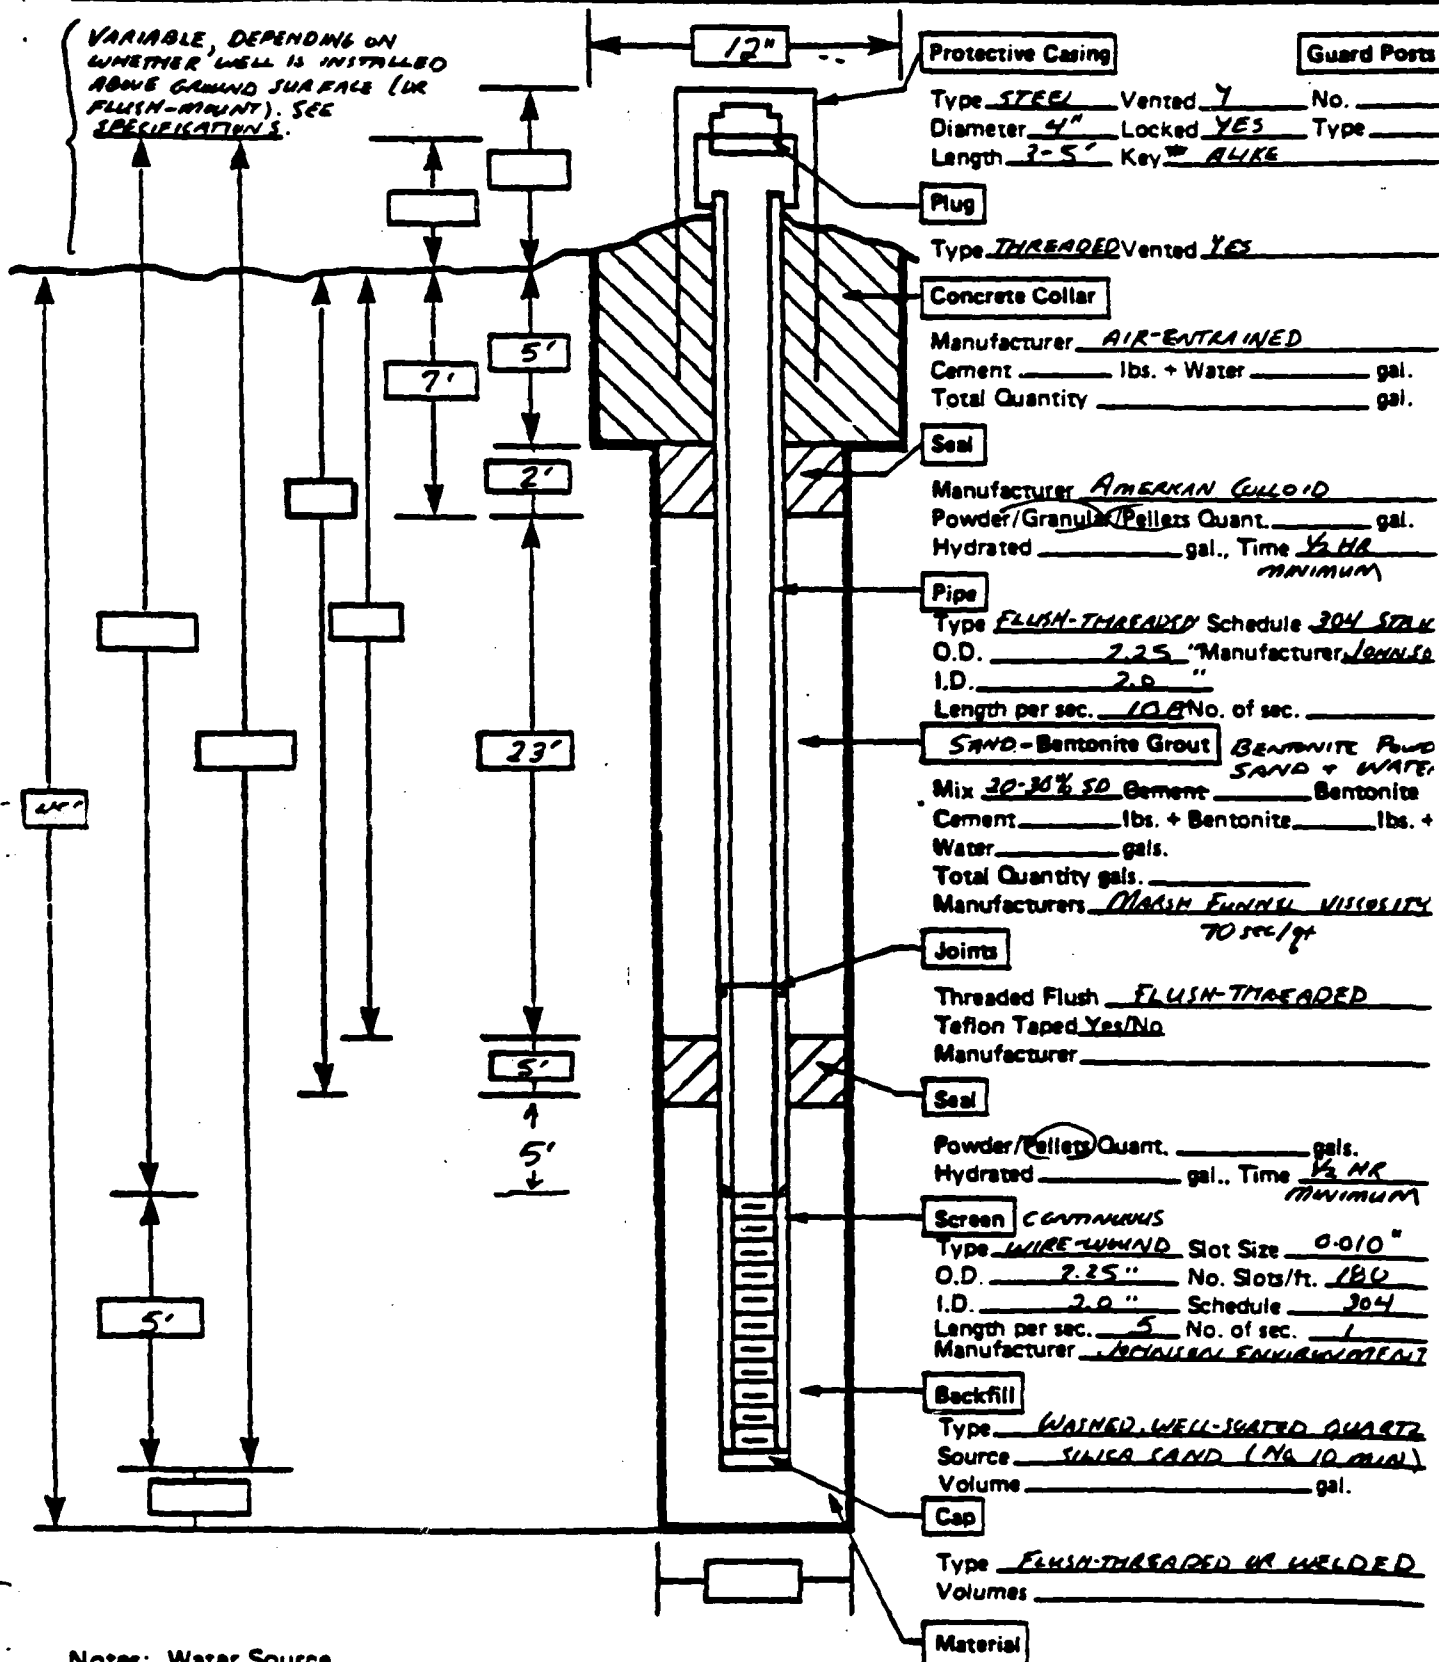 VARIABLE, DEPENDING ON
WHETHER WELL IS INSTALLED
ABOVE GROUND SURFACE (OR
FLUSH-MOUNT). SEE
SPECIFICATIONS.
12"
5'
7'
2'
23'
5'
5'
5'
Protective Casing
Guard Posts
Type STEEL Vented Y No.
Diameter 4" Locked YES Type
Length 3-5' Key # ALIKE
Plug
Type THREADED Vented YES
Concrete Collar
Manufacturer AIR-ENTRAINED
Cement lbs. + Water gal.
Total Quantity gal.
Seal
Manufacturer AMERICAN COLLOID
Powder/Granular/Pellets Quant. gal.
Hydrated gal., Time 1/2 HR
MINIMUM
Pipe
Type FLUSH-THREADED Schedule 304
O.D. 2.25 " Manufacturer
I.D. 2.0 "
Length per sec. No. of sec.
SAND-Bentonite Grout BENTONITE
SAND + WATER
Mix 20-30% SD Cement Bentonite
Cement lbs. + Bentonite lbs. +
Water gals.
Total Quantity gals.
Manufacturers MARSH FUNNEL VISCOSITY
70 sec/qt
Joints
Threaded Flush FLUSH-THREADED
Teflon Taped Yes/No
Manufacturer
Seal
Powder/Pellets Quant. gals.
Hydrated gal., Time 1/2 HR
MINIMUM
Screen CONTINUOUS
Type WIRE-WOUND Slot Size 0.010"
O.D. 2.25" No. Slots/ft. 180
I.D. 2.0" Schedule 304
Length per sec. 5 No. of sec. 1
Manufacturer JOHNSON ENVIRONMENT
Backfill
Type WASHED, WELL-SORTED QUARTZ
Source SILICA SAND (No 10 MIN)
Volume gal.
Cap
Type FLUSH-THREADED OR WELDED
Volumes
Material
Notes: Water Source